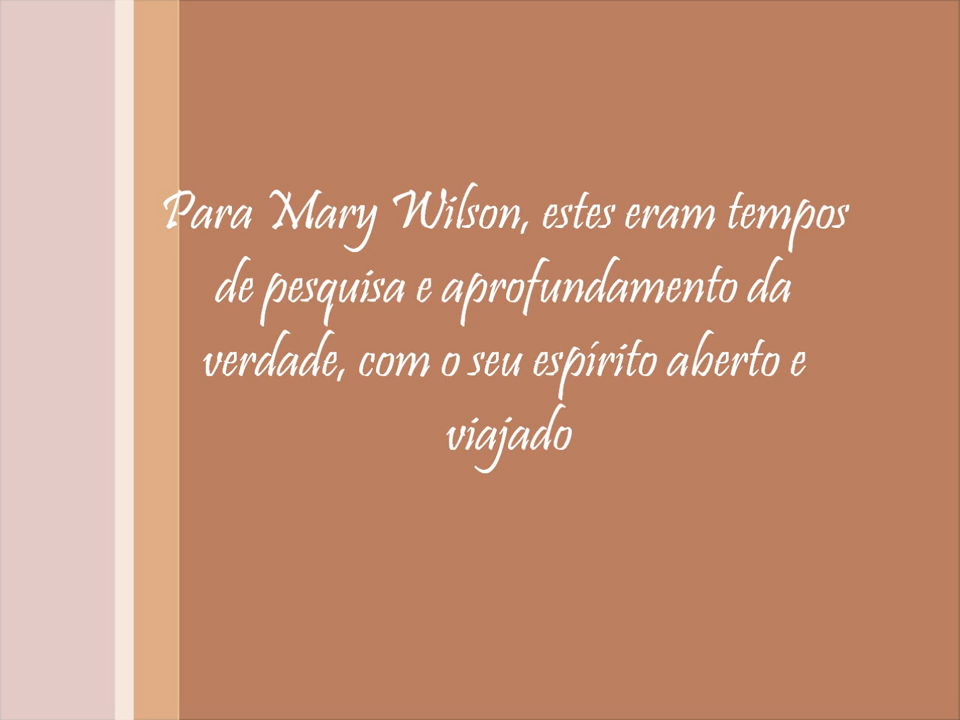 Para Mary Wilson, estes eram tempos
de pesquisa e aprofundamento da
verdade, com o seu espírito aberto e
viajado